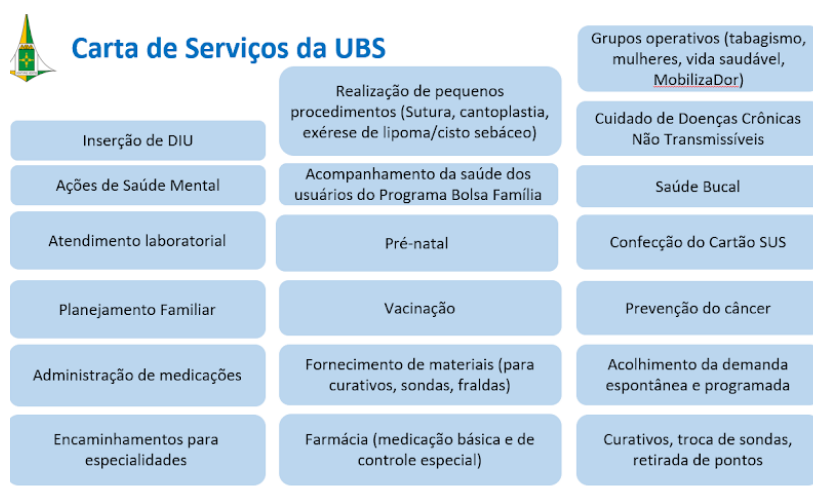 Carta de Serviços da UBS
Inserção de DIU
Ações de Saúde Mental
Atendimento laboratorial
Planejamento Familiar
Administração de medicações
Encaminhamentos para
especialidades
Realização de pequenos
procedimentos (Sutura, cantoplastia,
exérese de lipoma/cisto sebáceo)
Acompanhamento da saúde dos
usuários do Programa Bolsa Família
Pré-natal
Vacinação
Fornecimento de materiais (para
curativos, sondas, fraldas)
Farmácia (medicação básica e de
controle especial)
Grupos operativos (tabagismo,
mulheres, vida saudável,
MobilizaDor)
Cuidado de Doenças Crônicas
Não Transmissíveis
Saúde Bucal
Confecção do Cartão SUS
Prevenção do câncer
Acolhimento da demanda
espontânea e programada
Curativos, troca de sondas,
retirada de pontos